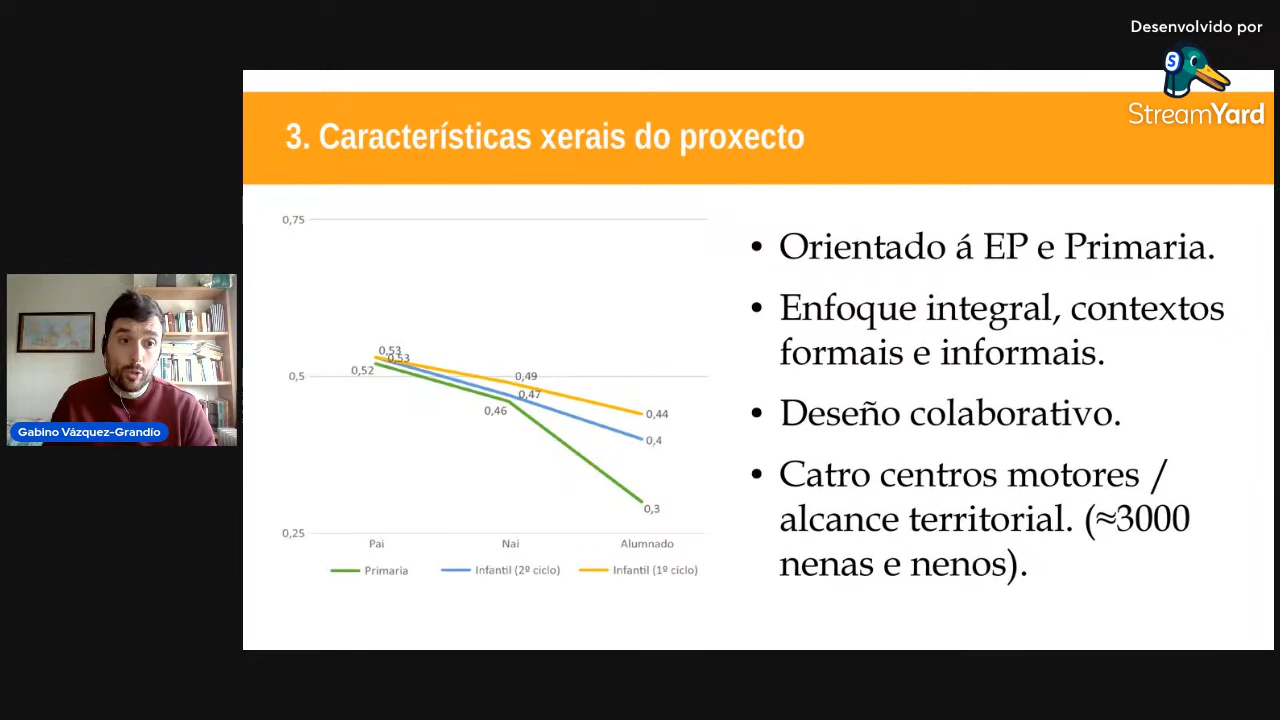 Desenvolvido por
StreamYard
3. Características xerais do proxecto
0,75
0,5
0,25
0,53
0,53
0,52
0,49
0,47
0,46
0,44
0,4
0,3
Pai Nai Alumnado
Primaria Infantil (2º ciclo) Infantil (1º ciclo)
• Orientado á EP e Primaria.
• Enfoque integral, contextos
formais e informais.
• Deseño colaborativo.
• Catro centros motores /
alcance territorial. (≈3000
nenas e nenos).
Gabino Vázquez-Grandío